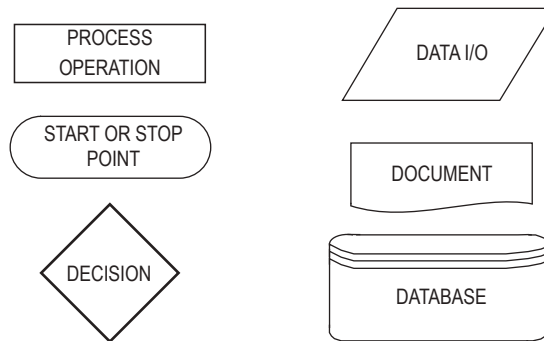 PROCESS
OPERATION
DATA I/O
START OR STOP
POINT
DOCUMENT
DECISION
DATABASE